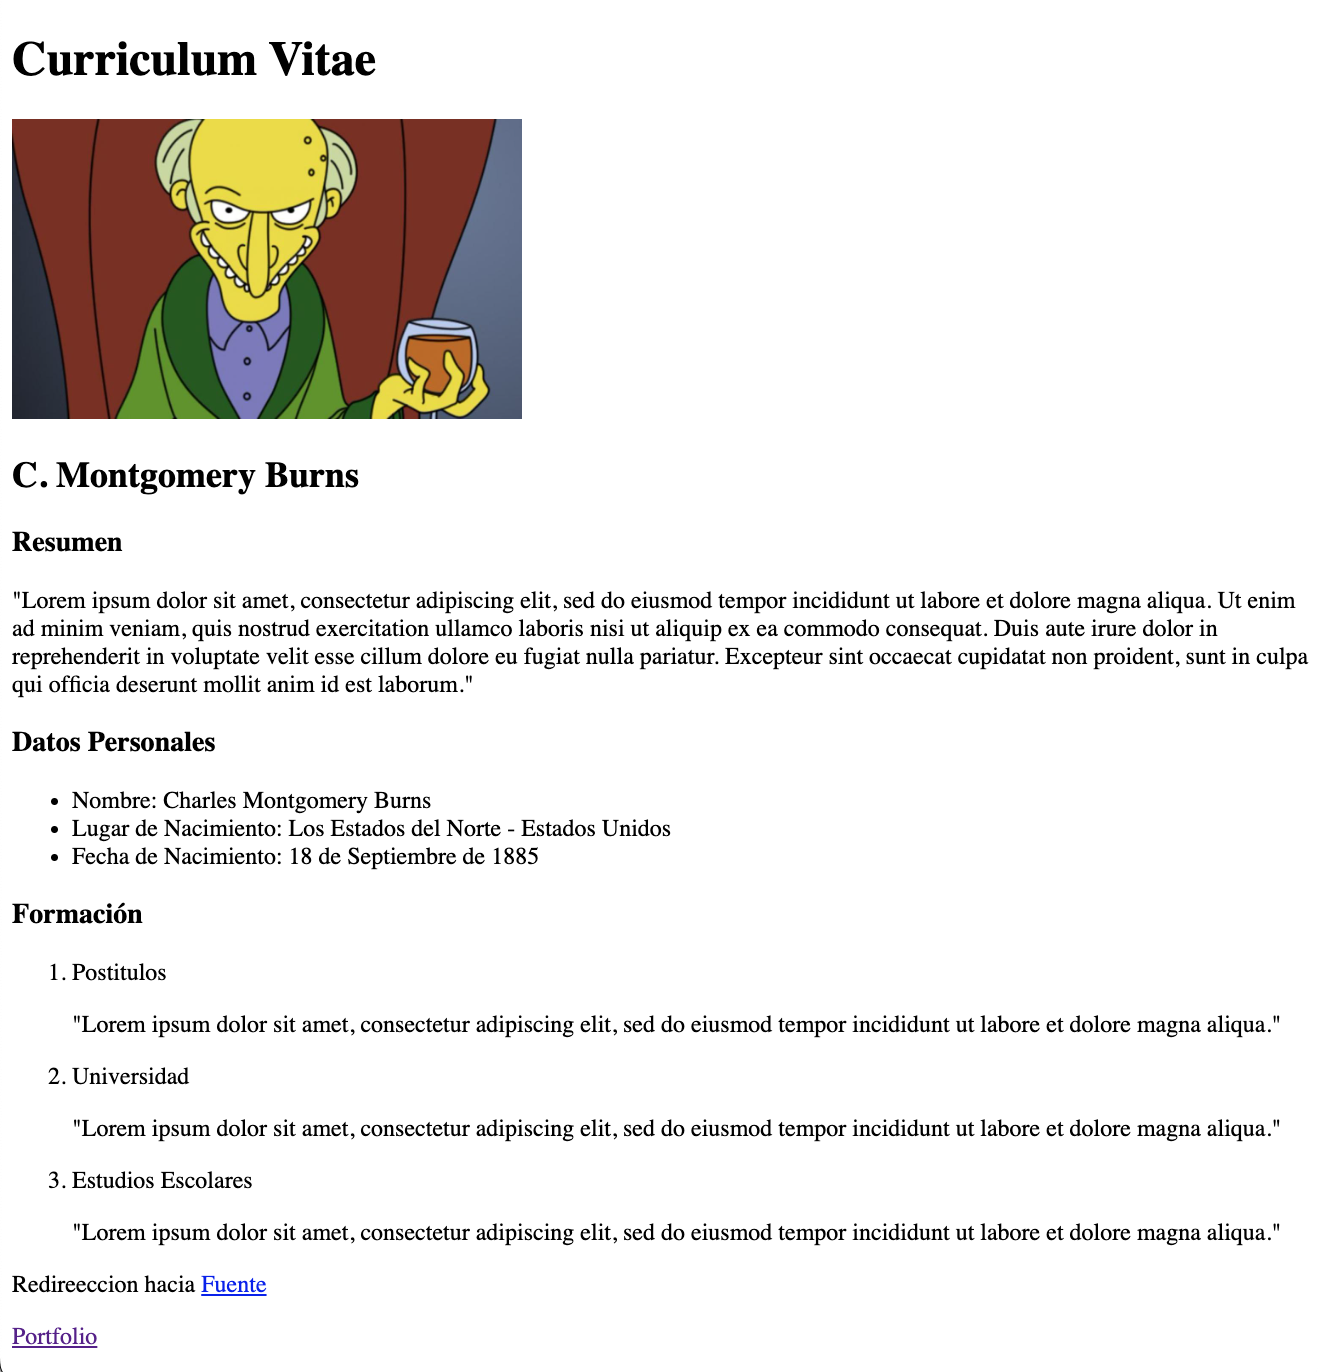 Curriculum Vitae
C. Montgomery Burns
Resumen
"Lorem ipsum dolor sit amet, consectetur adipiscing elit, sed do eiusmod tempor incididunt ut labore et dolore magna aliqua. Ut enim
ad minim veniam, quis nostrud exercitation ullamco laboris nisi ut aliquip ex ea commodo consequat. Duis aute irure dolor in
reprehenderit in voluptate velit esse cillum dolore eu fugiat nulla pariatur. Excepteur sint occaecat cupidatat non proident, sunt in culpa
qui officia deserunt mollit anim id est laborum."
Datos Personales
• Nombre: Charles Montgomery Burns
• Lugar de Nacimiento: Los Estados del Norte - Estados Unidos
• Fecha de Nacimiento: 18 de Septiembre de 1885
Formación
1. Postitulos
"Lorem ipsum dolor sit amet, consectetur adipiscing elit, sed do eiusmod tempor incididunt ut labore et dolore magna aliqua."
2. Universidad
"Lorem ipsum dolor sit amet, consectetur adipiscing elit, sed do eiusmod tempor incididunt ut labore et dolore magna aliqua."
3. Estudios Escolares
"Lorem ipsum dolor sit amet, consectetur adipiscing elit, sed do eiusmod tempor incididunt ut labore et dolore magna aliqua."
Redireeccion hacia Fuente
Portfolio